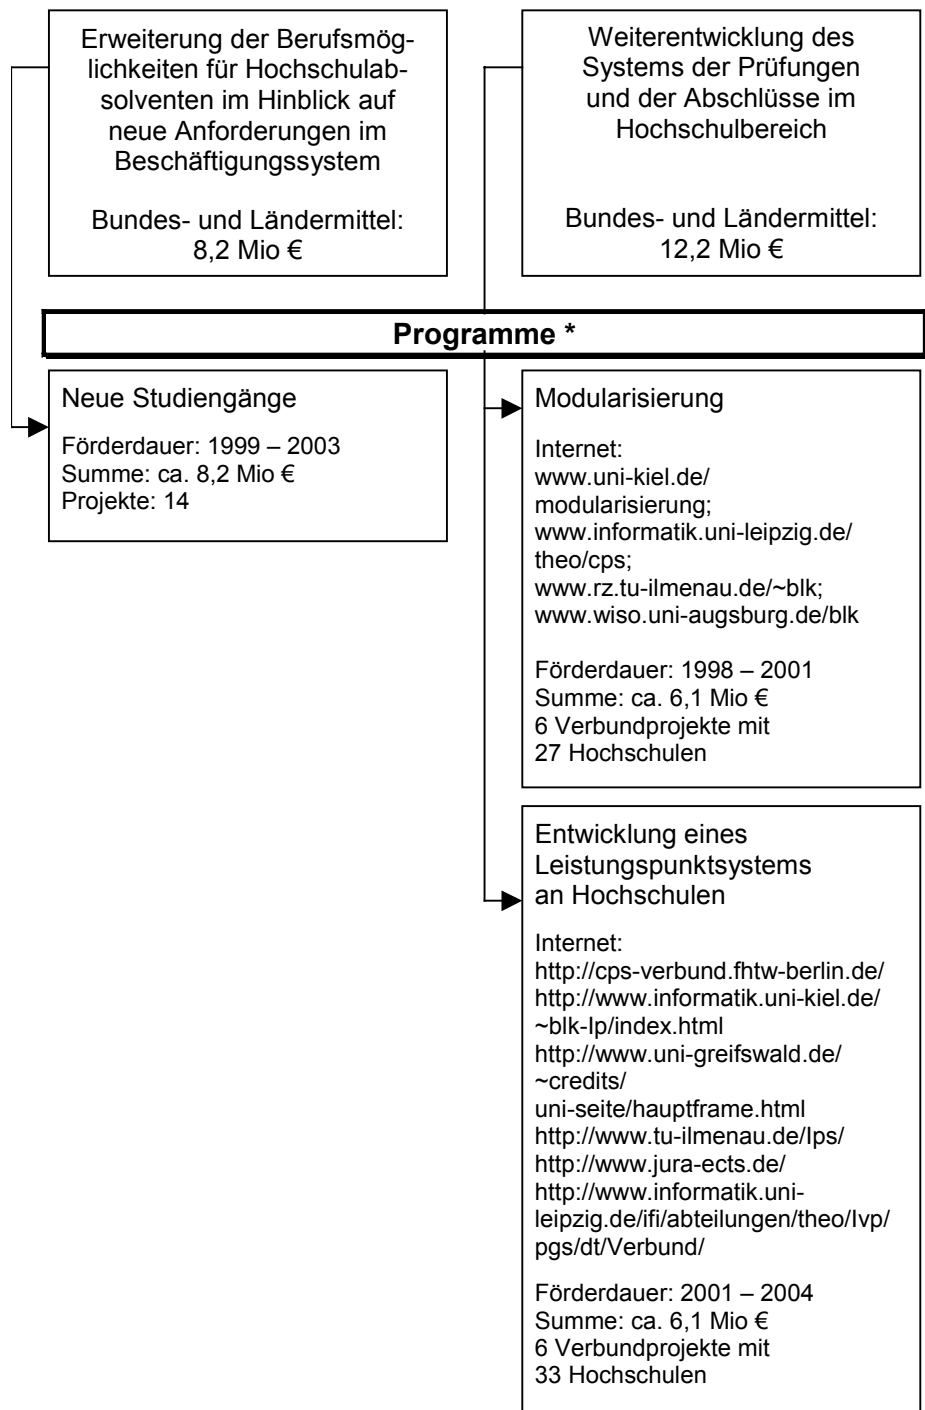 Erweiterung der Berufsmög-
lichkeiten für Hochschulab-
solventen im Hinblick auf
neue Anforderungen im
Beschäftigungssystem
Bundes- und Ländermittel:
8,2 Mio €
Weiterentwicklung des
Systems der Prüfungen
und der Abschlüsse im
Hochschulbereich
Bundes- und Ländermittel:
12,2 Mio €
Programme *
Neue Studiengänge
Förderdauer: 1999 – 2003
Summe: ca. 8,2 Mio €
Projekte: 14
Modularisierung
Internet:
www.uni-kiel.de/
modularisierung;
www.informatik.uni-leipzig.de/
theo/cps;
www.rz.tu-ilmenau.de/~blk;
www.wiso.uni-augsburg.de/blk
Förderdauer: 1998 – 2001
Summe: ca. 6,1 Mio €
6 Verbundprojekte mit
27 Hochschulen
Entwicklung eines
Leistungspunktsystems
an Hochschulen
Internet:
http://cps-verbund.fhtw-berlin.de/
http://www.informatik.uni-kiel.de/
~blk-lp/index.html
http://www.uni-greifswald.de/
~credits/
uni-seite/hauptframe.html
http://www.tu-ilmenau.de/lps/
http://www.jura-ects.de/
http://www.informatik.uni-
leipzig.de/ifi/abteilungen/theo/lvp/
pgs/dt/Verbund/
Förderdauer: 2001 – 2004
Summe: ca. 6,1 Mio €
6 Verbundprojekte mit
33 Hochschulen